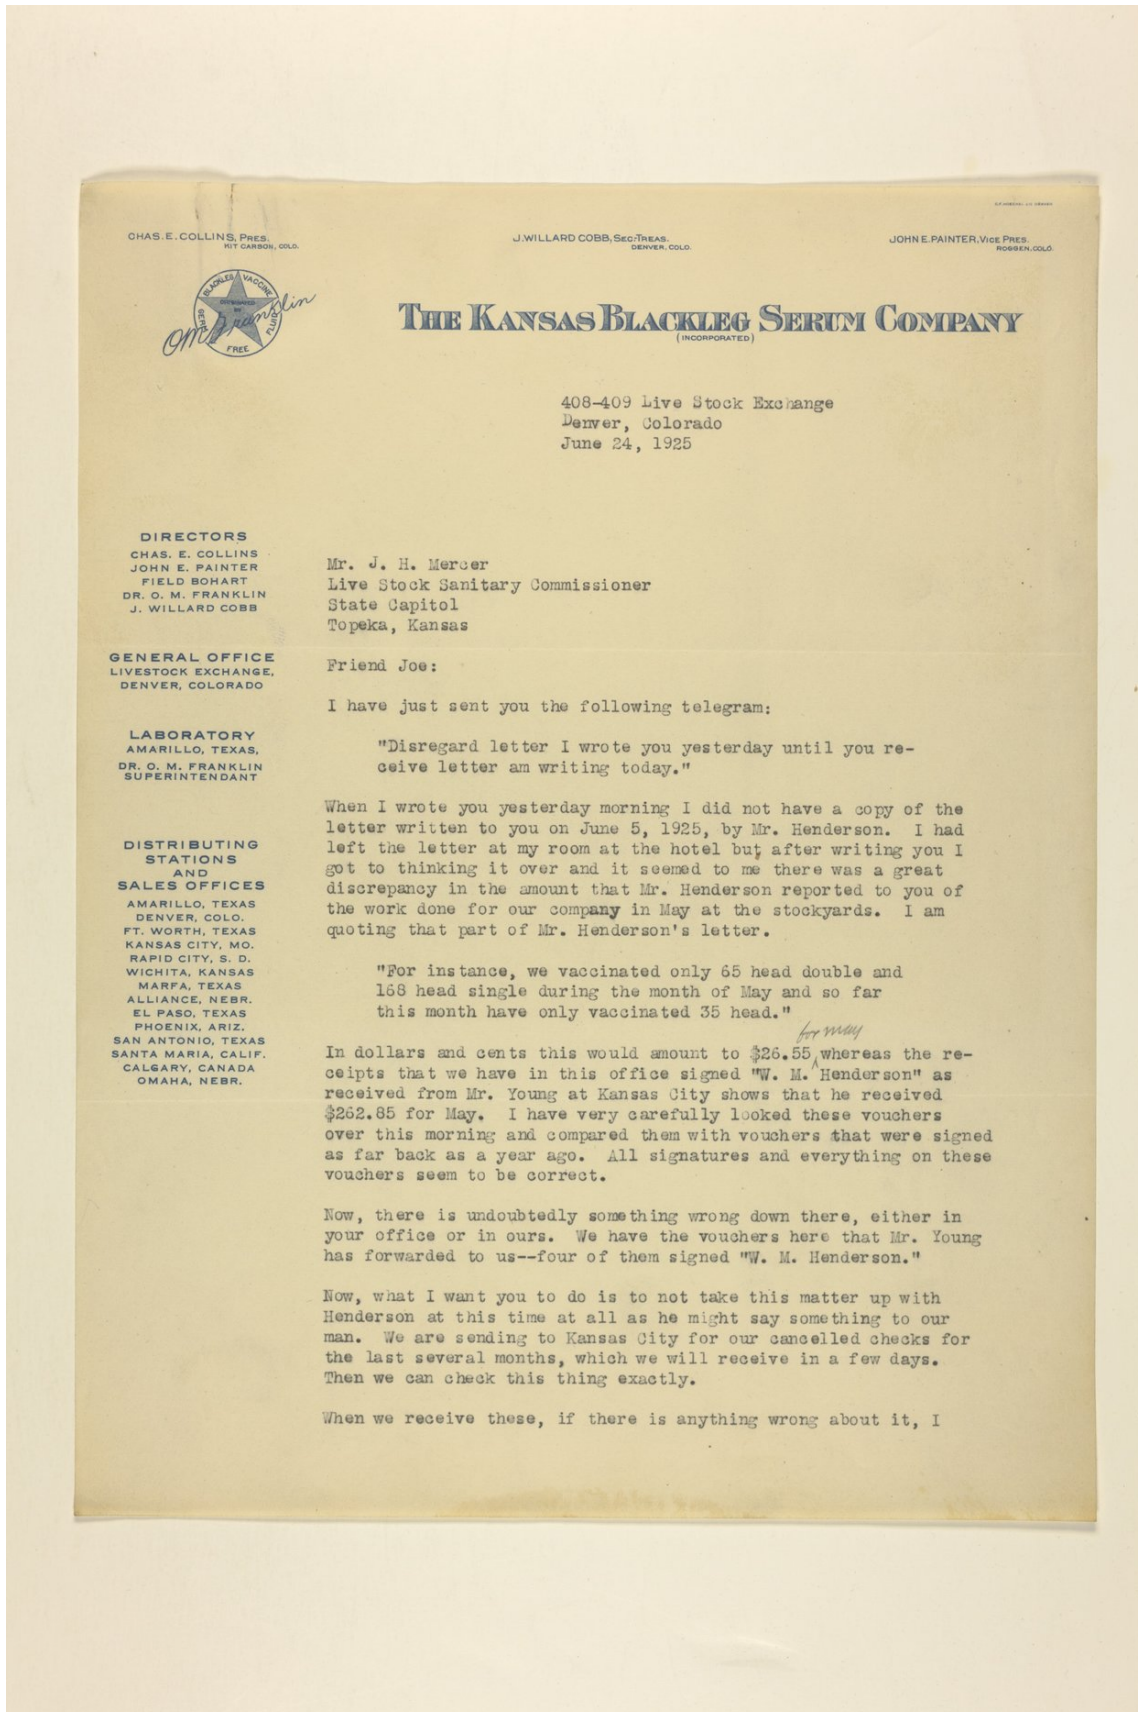 CHAS. E. COLLINS, PRES.
KIT CARSON, COLO.
J. WILLARD COBB, SEC.-TREAS.
DENVER, COLO.
JOHN E. PAINTER, VICE PRES.
ROGGEN, COLO.
BLACKLEG VACCINE
FREE
FLUID
O M Franklin
THE KANSAS BLACKLEG SERUM COMPANY
(INCORPORATED)
408-409 Live Stock Exchange
Denver, Colorado
June 24, 1925
DIRECTORS
CHAS. E. COLLINS
JOHN E. PAINTER
FIELD BOHART
DR. O. M. FRANKLIN
J. WILLARD COBB
GENERAL OFFICE
LIVESTOCK EXCHANGE,
DENVER, COLORADO
LABORATORY
AMARILLO, TEXAS,
DR. O. M. FRANKLIN
SUPERINTENDANT
DISTRIBUTING
STATIONS
AND
SALES OFFICES
AMARILLO, TEXAS
DENVER, COLO.
FT. WORTH, TEXAS
KANSAS CITY, MO.
RAPID CITY, S. D.
WICHITA, KANSAS
MARFA, TEXAS
ALLIANCE, NEBR.
EL PASO, TEXAS
PHOENIX, ARIZ.
SAN ANTONIO, TEXAS
SANTA MARIA, CALIF.
CALGARY, CANADA
OMAHA, NEBR.
Mr. J. H. Mercer
Live Stock Sanitary Commissioner
State Capitol
Topeka, Kansas
Friend Joe:
I have just sent you the following telegram:
"Disregard letter I wrote you yesterday until you re-
ceive letter am writing today."
When I wrote you yesterday morning I did not have a copy of the
letter written to you on June 5, 1925, by Mr. Henderson. I had
left the letter at my room at the hotel but after writing you I
got to thinking it over and it seemed to me there was a great
discrepancy in the amount that Mr. Henderson reported to you of
the work done for our company in May at the stockyards. I am
quoting that part of Mr. Henderson's letter.
"For instance, we vaccinated only 65 head double and
168 head single during the month of May and so far
this month have only vaccinated 35 head."
for may
In dollars and cents this would amount to $26.55 whereas the re-
ceipts that we have in this office signed "W. M. Henderson" as
received from Mr. Young at Kansas City shows that he received
$262.85 for May. I have very carefully looked these vouchers
over this morning and compared them with vouchers that were signed
as far back as a year ago. All signatures and everything on these
vouchers seem to be correct.
Now, there is undoubtedly something wrong down there, either in
your office or in ours. We have the vouchers here that Mr. Young
has forwarded to us--four of them signed "W. M. Henderson."
Now, what I want you to do is to not take this matter up with
Henderson at this time at all as he might say something to our
man. We are sending to Kansas City for our cancelled checks for
the last several months, which we will receive in a few days.
Then we can check this thing exactly.
When we receive these, if there is anything wrong about it, I